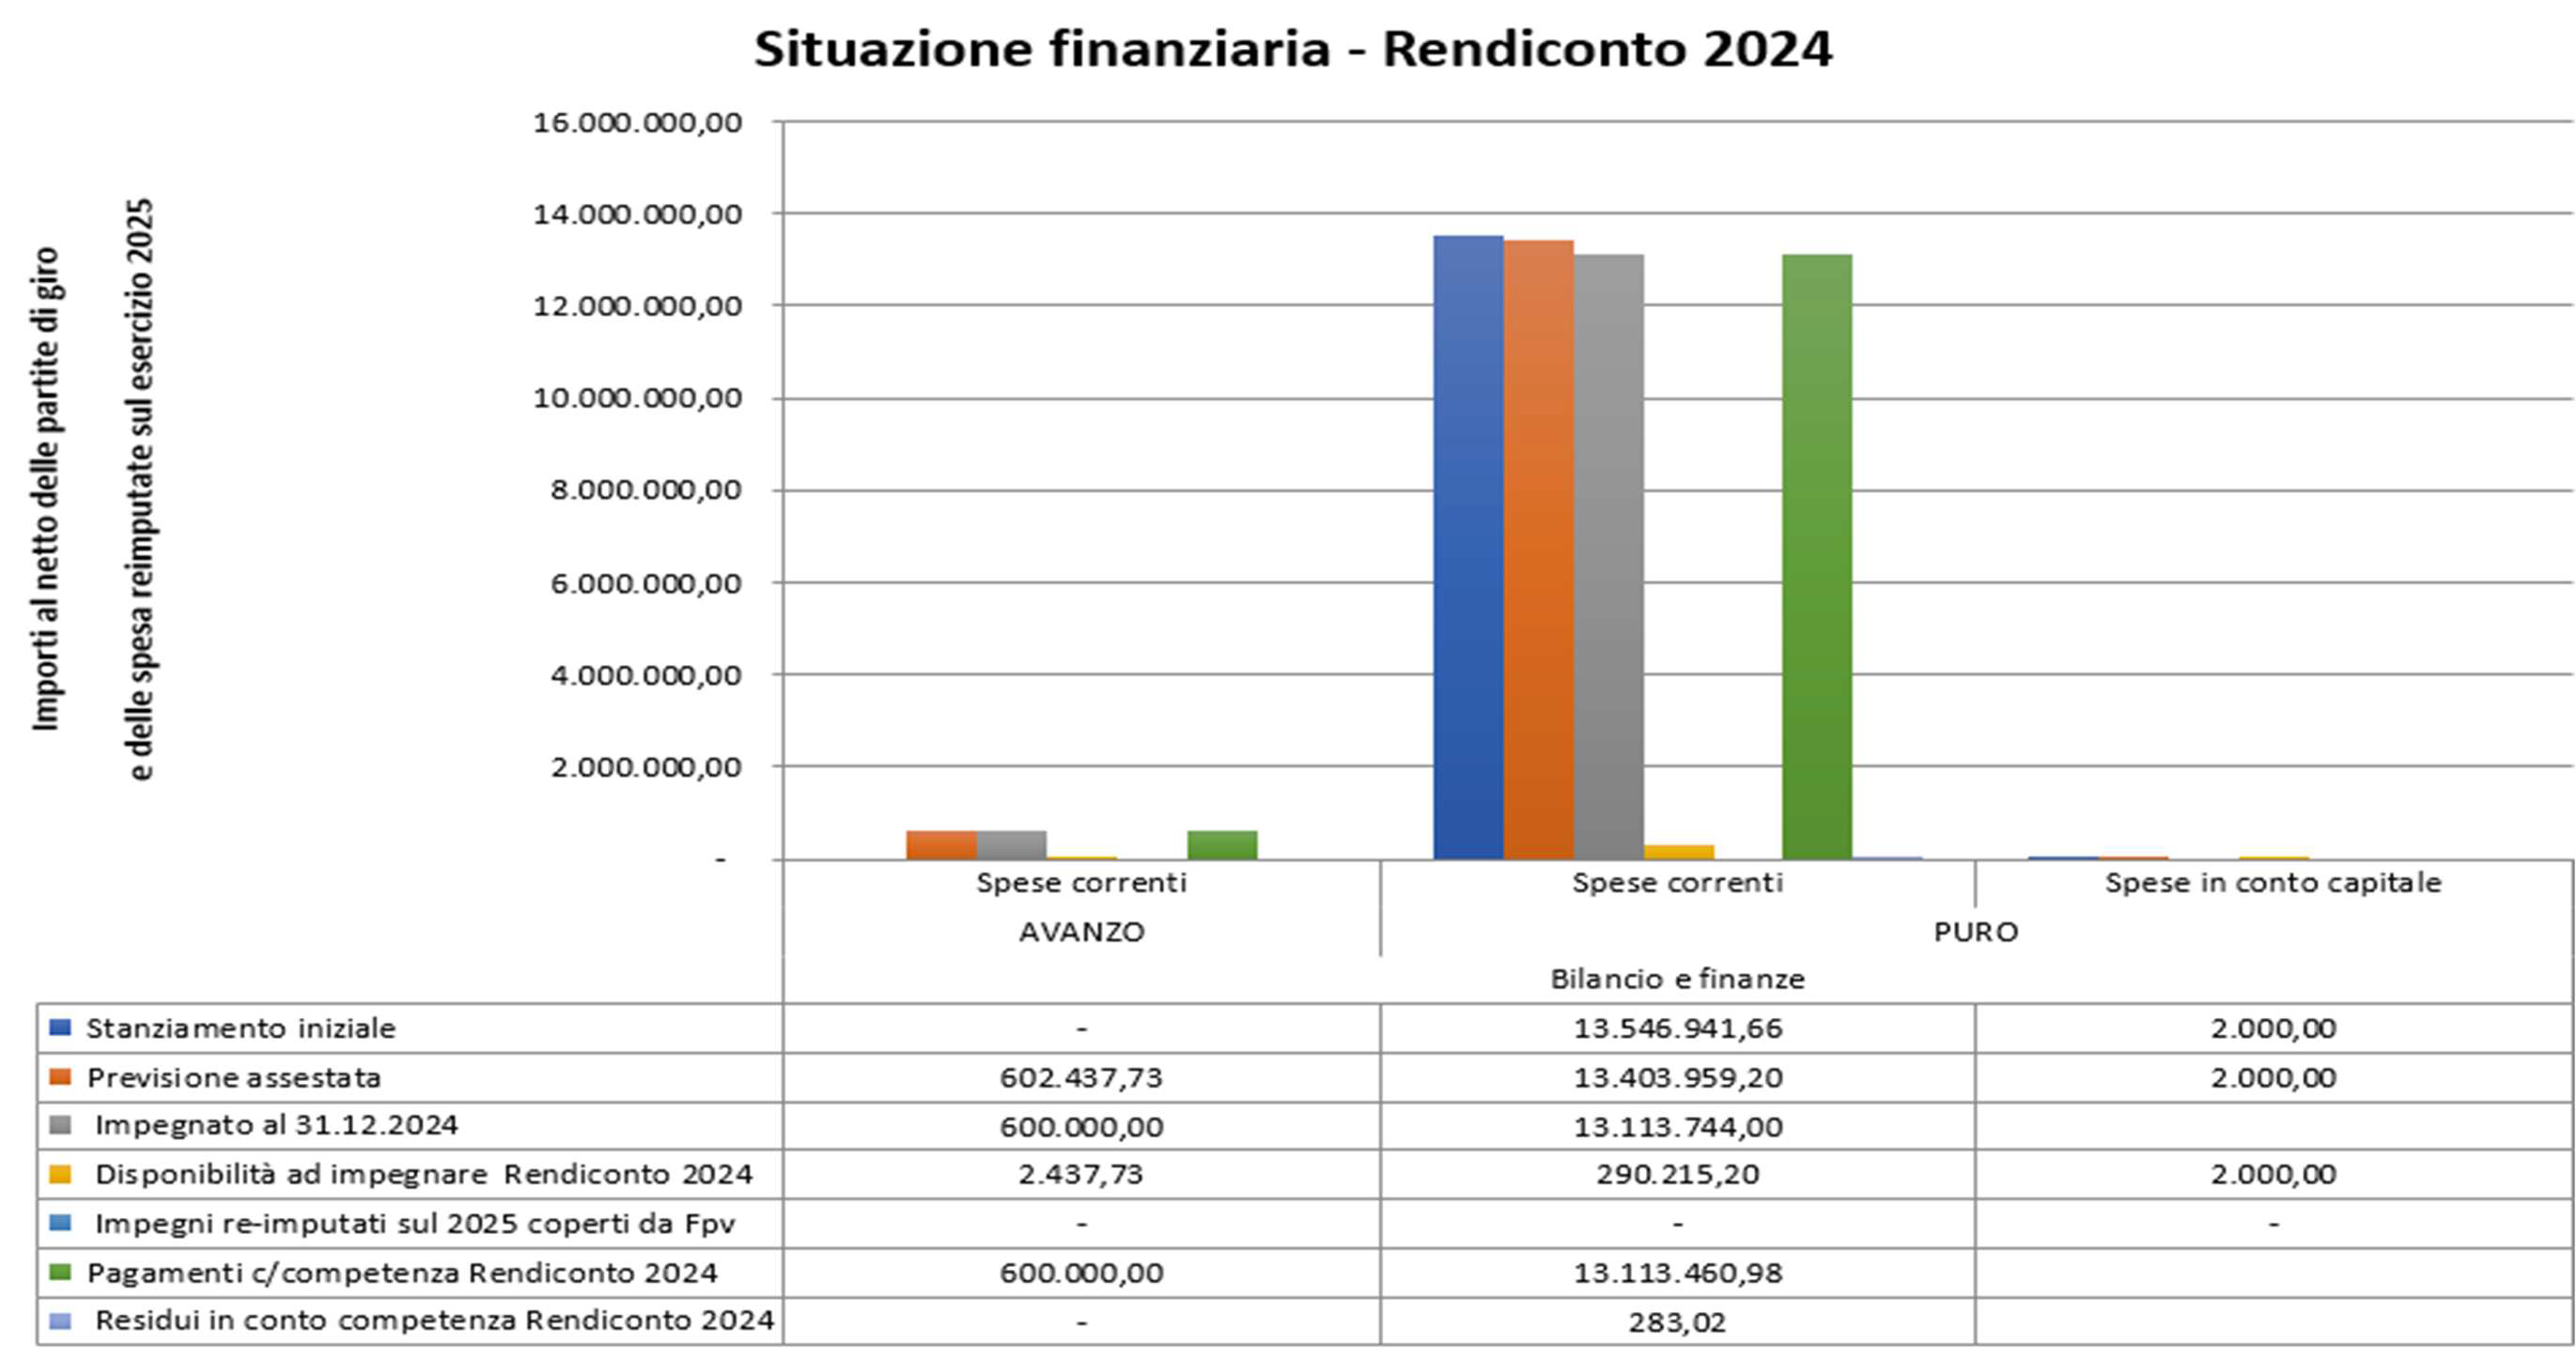 Situazione finanziaria - Rendiconto 2024
Importi al netto delle partite di giro
e delle spesa reimputate sul esercizio 2025
16.000.000,00
14.000.000,00
12.000.000,00
10.000.000,00
8.000.000,00
6.000.000,00
4.000.000,00
2.000.000,00
-
Spese correnti Spese correnti Spese in conto capitale
AVANZO PURO
Bilancio e finanze
Stanziamento iniziale - 13.546.941,66 2.000,00
Previsione assestata 602.437,73 13.403.959,20 2.000,00
Impegnato al 31.12.2024 600.000,00 13.113.744,00
Disponibilità ad impegnare Rendiconto 2024 2.437,73 290.215,20 2.000,00
Impegni re-imputati sul 2025 coperti da Fpv - - -
Pagamenti c/competenza Rendiconto 2024 600.000,00 13.113.460,98
Residui in conto competenza Rendiconto 2024 - 283,02